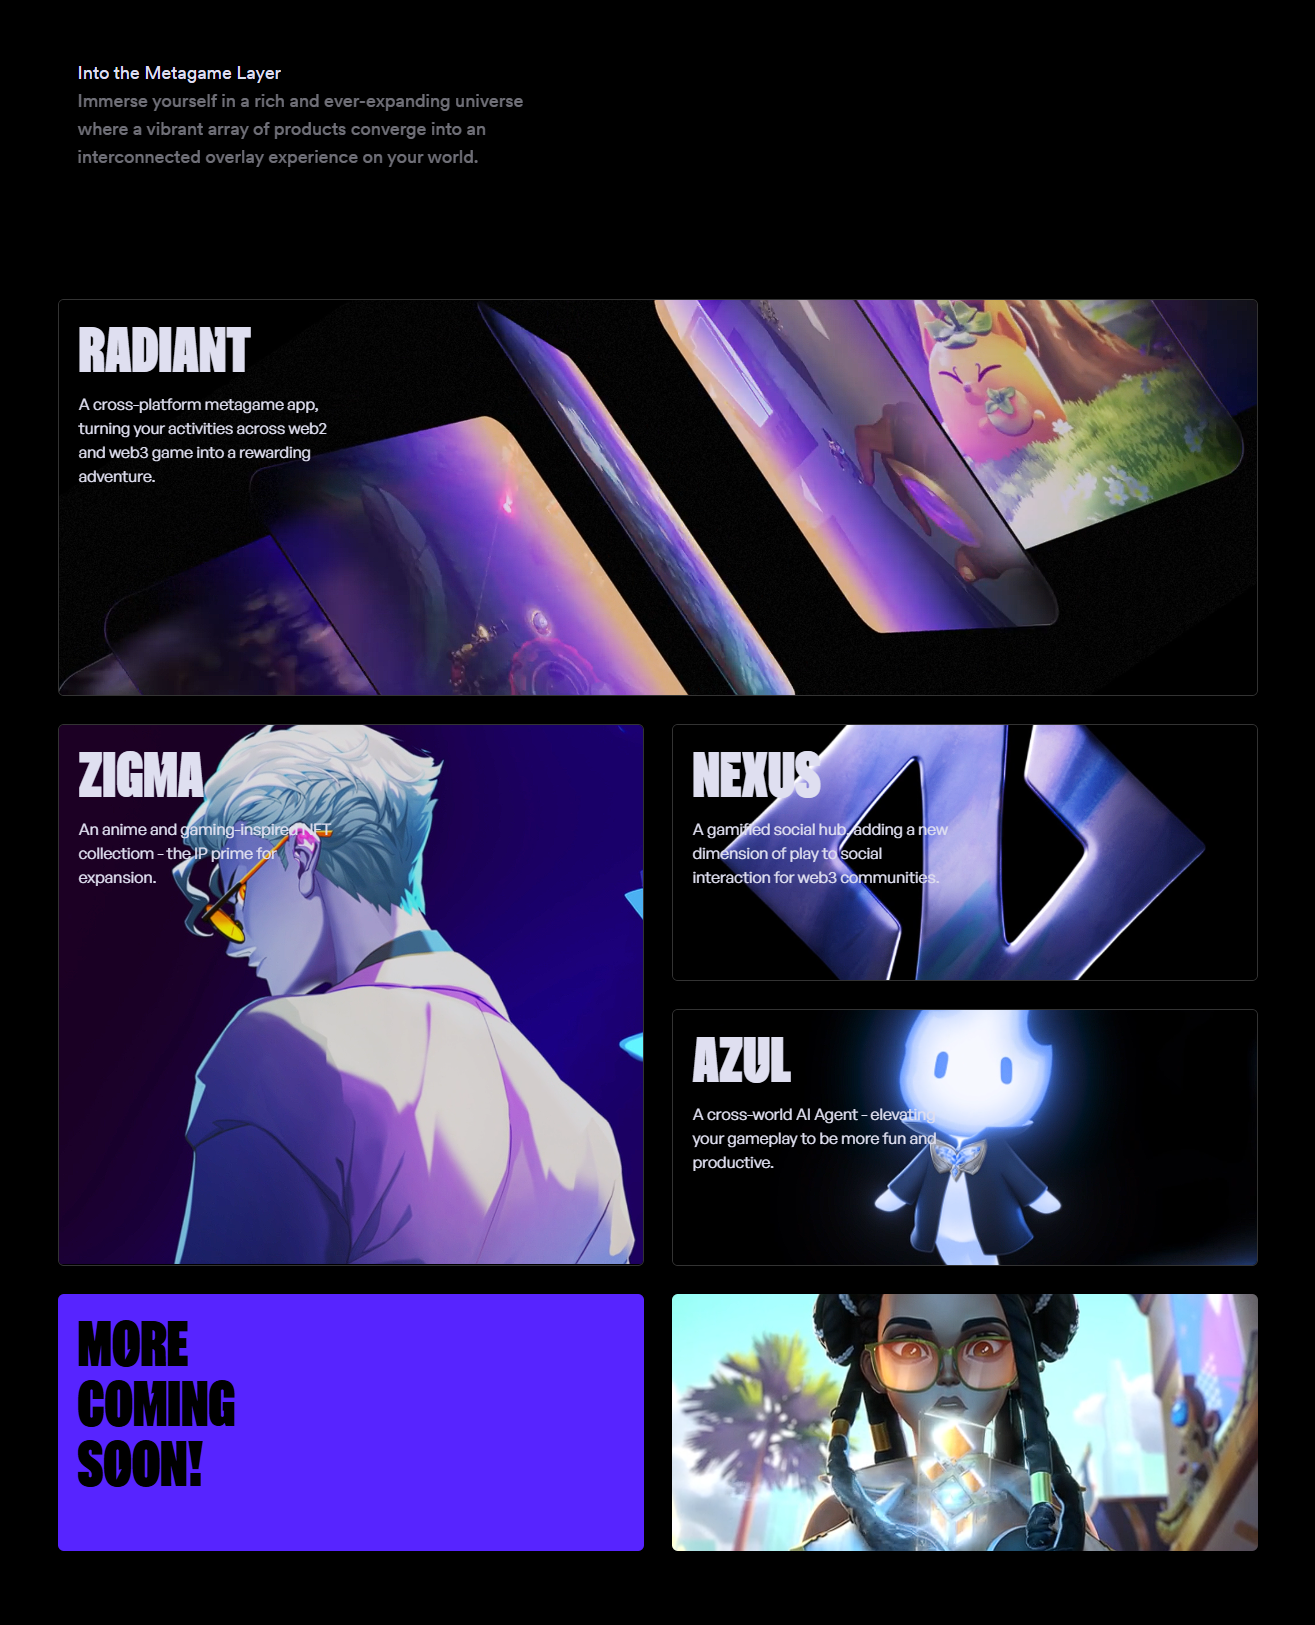 Into the Metagame Layer
Immerse yourself in a rich and ever-expanding universe
where a vibrant array of products converge into an
interconnected overlay experience on your world.
RADIANT
A cross-platform metagame app,
turning your activities across web2
and web3 game into a rewarding
adventure.
ZIGMA
An anime and gaming-inspired NFT
collectiom - the IP prime for
expansion.
NEXUS
A gamified social hub, adding a new
dimension of play to social
interaction for web3 communities.
AZUL
A cross-world AI Agent - elevating
your gameplay to be more fun and
productive.
MORE
COMING
SOON!